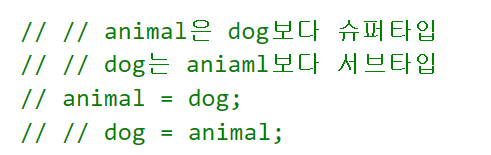 // // animal은 dog보다 슈퍼타입
// // dog는 aniaml보다 서브타입
// animal = dog;
// // dog = animal;